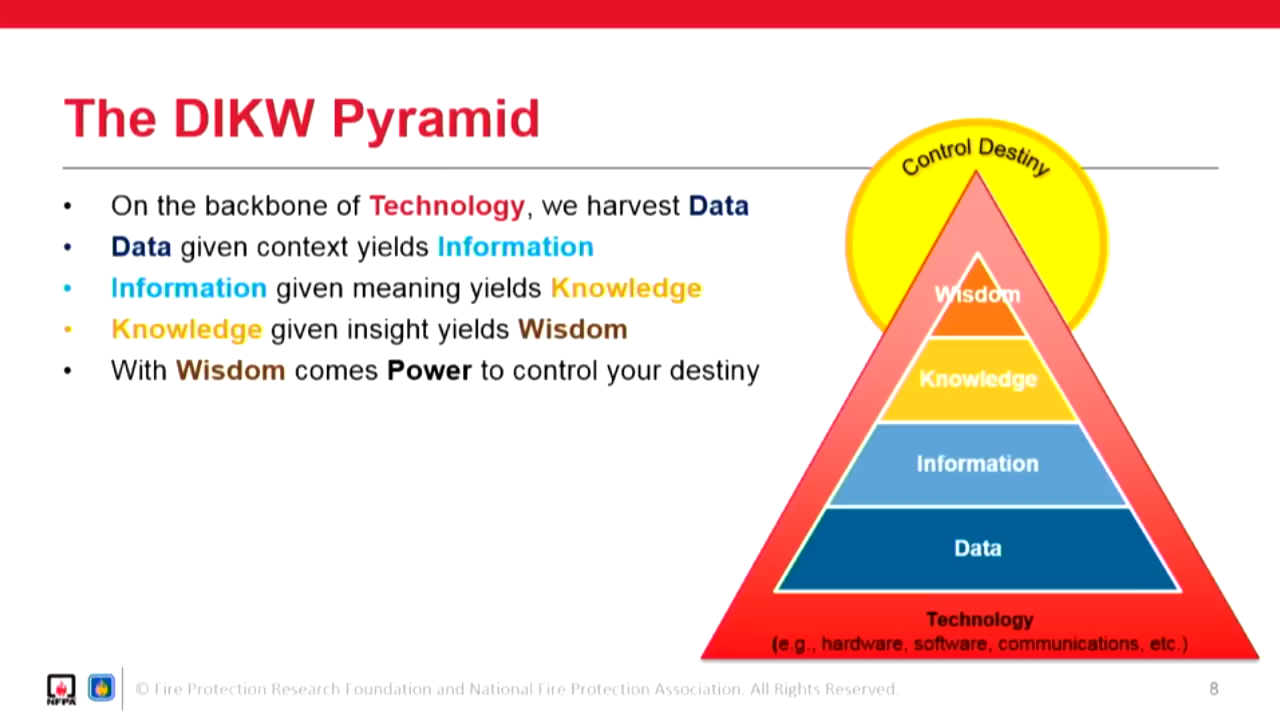 The DIKW Pyramid
• On the backbone of Technology, we harvest Data
• Data given context yields Information
• Information given meaning yields Knowledge
• Knowledge given insight yields Wisdom
• With Wisdom comes Power to control your destiny
Control Destiny
Wisdom
Knowledge
Information
Data
Technology
(e.g., hardware, software, communications, etc.)
NFPA
© Fire Protection Research Foundation and National Fire Protection Association. All Rights Reserved.
8